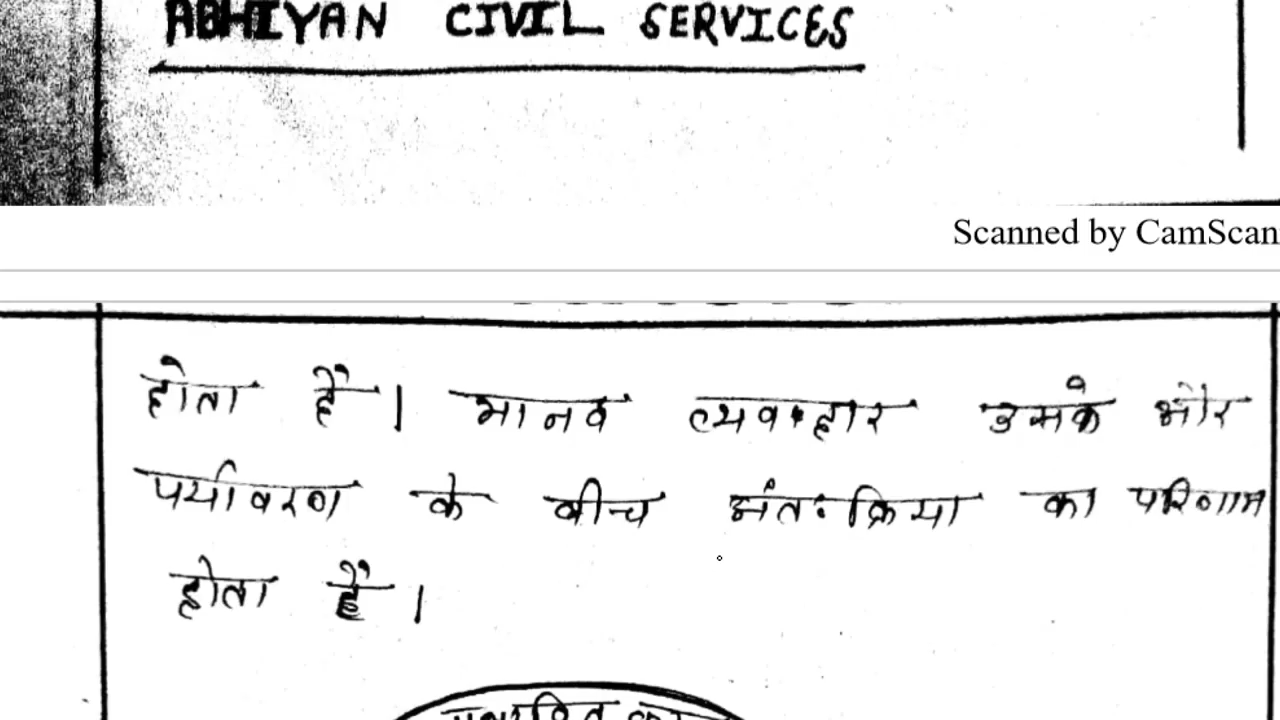 ABHIYAN CIVIL SERVICES
Scanned by CamScan
होता है। मानव व्यवहार उसके और
पर्यावरण के बीच अंतःक्रिया का परिणाम
होता है।